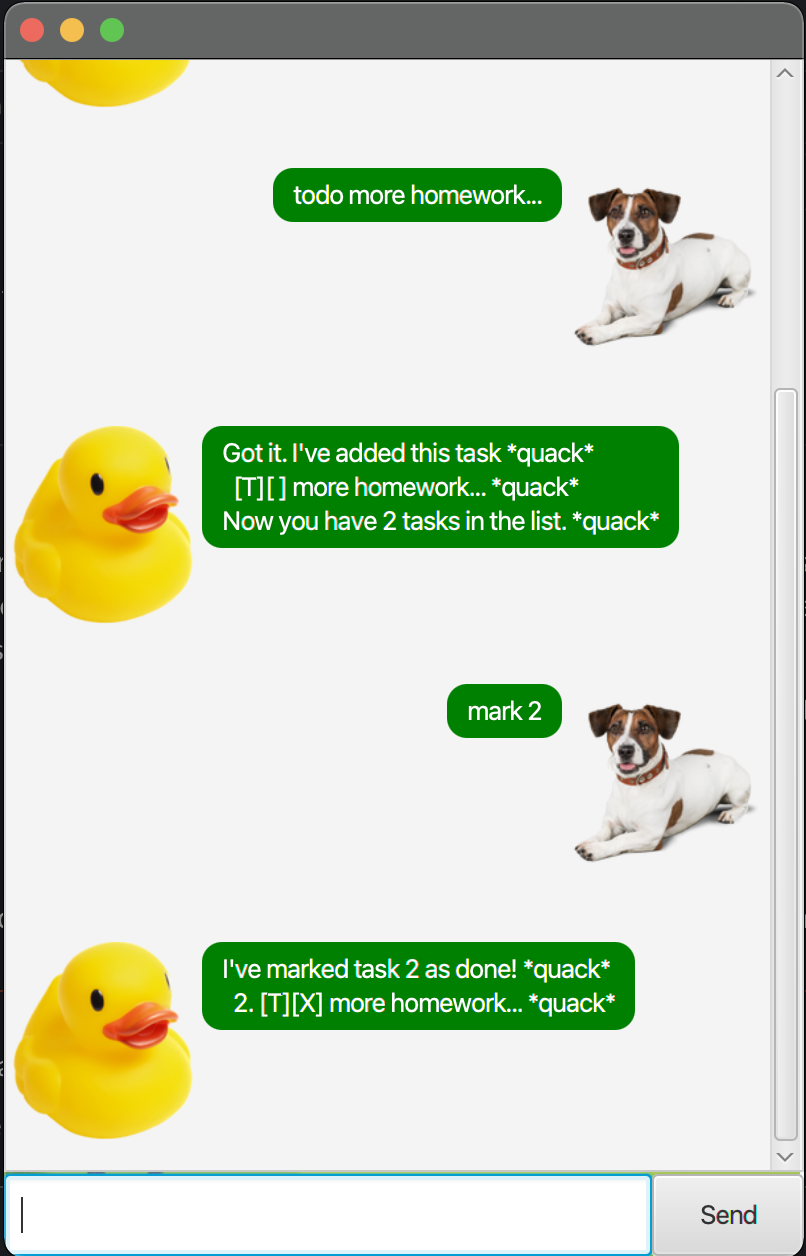 todo more homework...
Got it. I've added this task *quack*
[T][ ] more homework... *quack*
Now you have 2 tasks in the list. *quack*
mark 2
I've marked task 2 as done! *quack*
2. [T][X] more homework... *quack*
Send